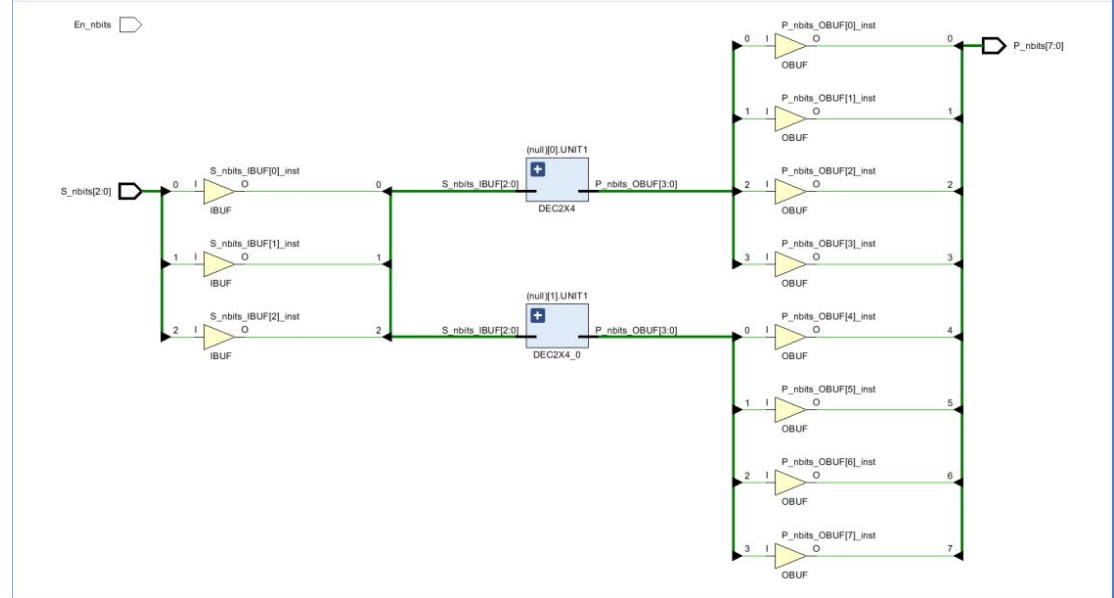 En_nbits
S_nbits[2:0]
0 I S_nbits_IBUF[0]_inst O 0
IBUF
1 I S_nbits_IBUF[1]_inst O 1
IBUF
2 I S_nbits_IBUF[2]_inst O 2
IBUF
(null)[0].UNIT1
S_nbits_IBUF[2:0] P_nbits_OBUF[3:0]
DEC2X4
(null)[1].UNIT1
S_nbits_IBUF[2:0] P_nbits_OBUF[3:0]
DEC2X4_0
P_nbits_OBUF[0]_inst
0 I O 0
OBUF
P_nbits_OBUF[1]_inst
1 I O 1
OBUF
P_nbits_OBUF[2]_inst
2 I O 2
OBUF
P_nbits_OBUF[3]_inst
3 I O 3
OBUF
P_nbits_OBUF[4]_inst
0 I O 4
OBUF
P_nbits_OBUF[5]_inst
1 I O 5
OBUF
P_nbits_OBUF[6]_inst
2 I O 6
OBUF
P_nbits_OBUF[7]_inst
3 I O 7
OBUF
P_nbits[7:0]